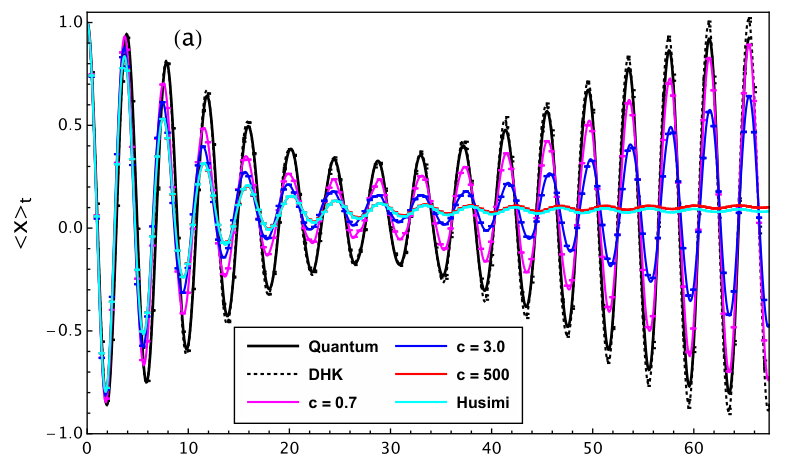 (a)
1.0
0.5
0.0
−0.5
−1.0
<x>t
Quantum
DHK
c = 0.7
c = 3.0
c = 500
Husimi
0 10 20 30 40 50 60